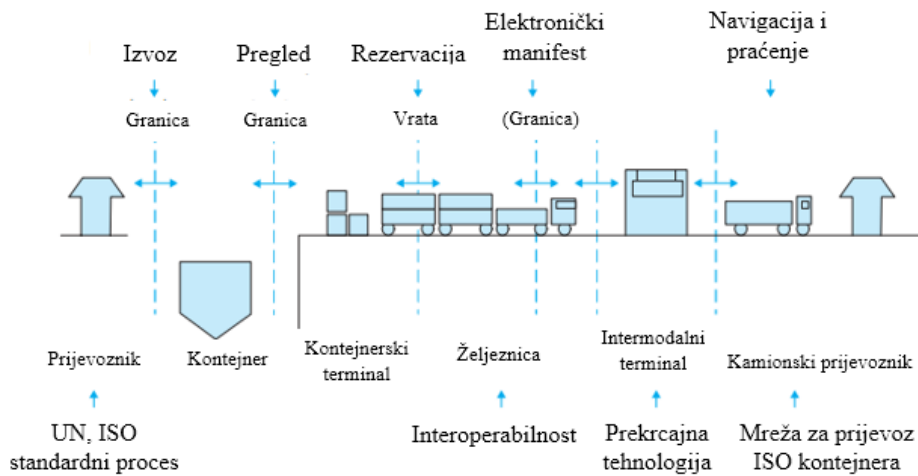 Izvoz
Pregled
Rezervacija
Elektronički
manifest
Navigacija i
praćenje
Granica
Granica
Vrata
(Granica)
Prijevoznik
Kontejner
Kontejnerski
terminal
Željeznica
Intermodalni
terminal
Kamionski prijevoznik
UN, ISO
standardni proces
Interoperabilnost
Prekrcajna
tehnologija
Mreža za prijevoz
ISO kontejnera